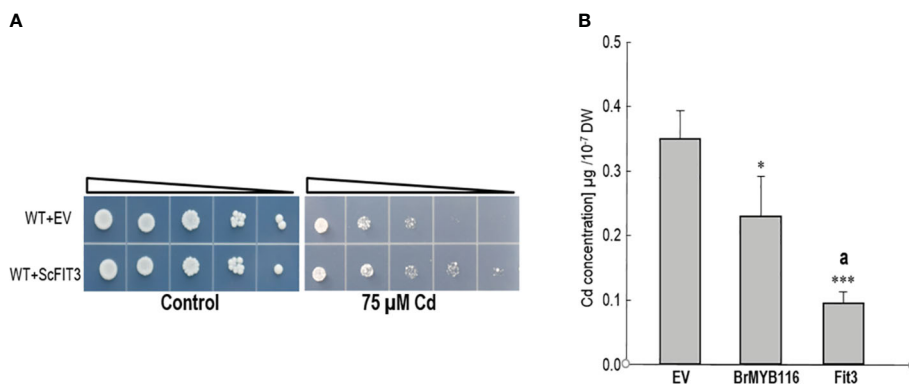 A
WT+EV
WT+ScFIT3
Control
75 µM Cd
B
Cd concentration] µg /10⁻⁷ DW
0.5
0.4
0.3
0.2
0.1
0.0
*
a
***
EV
BrMYB116
Fit3